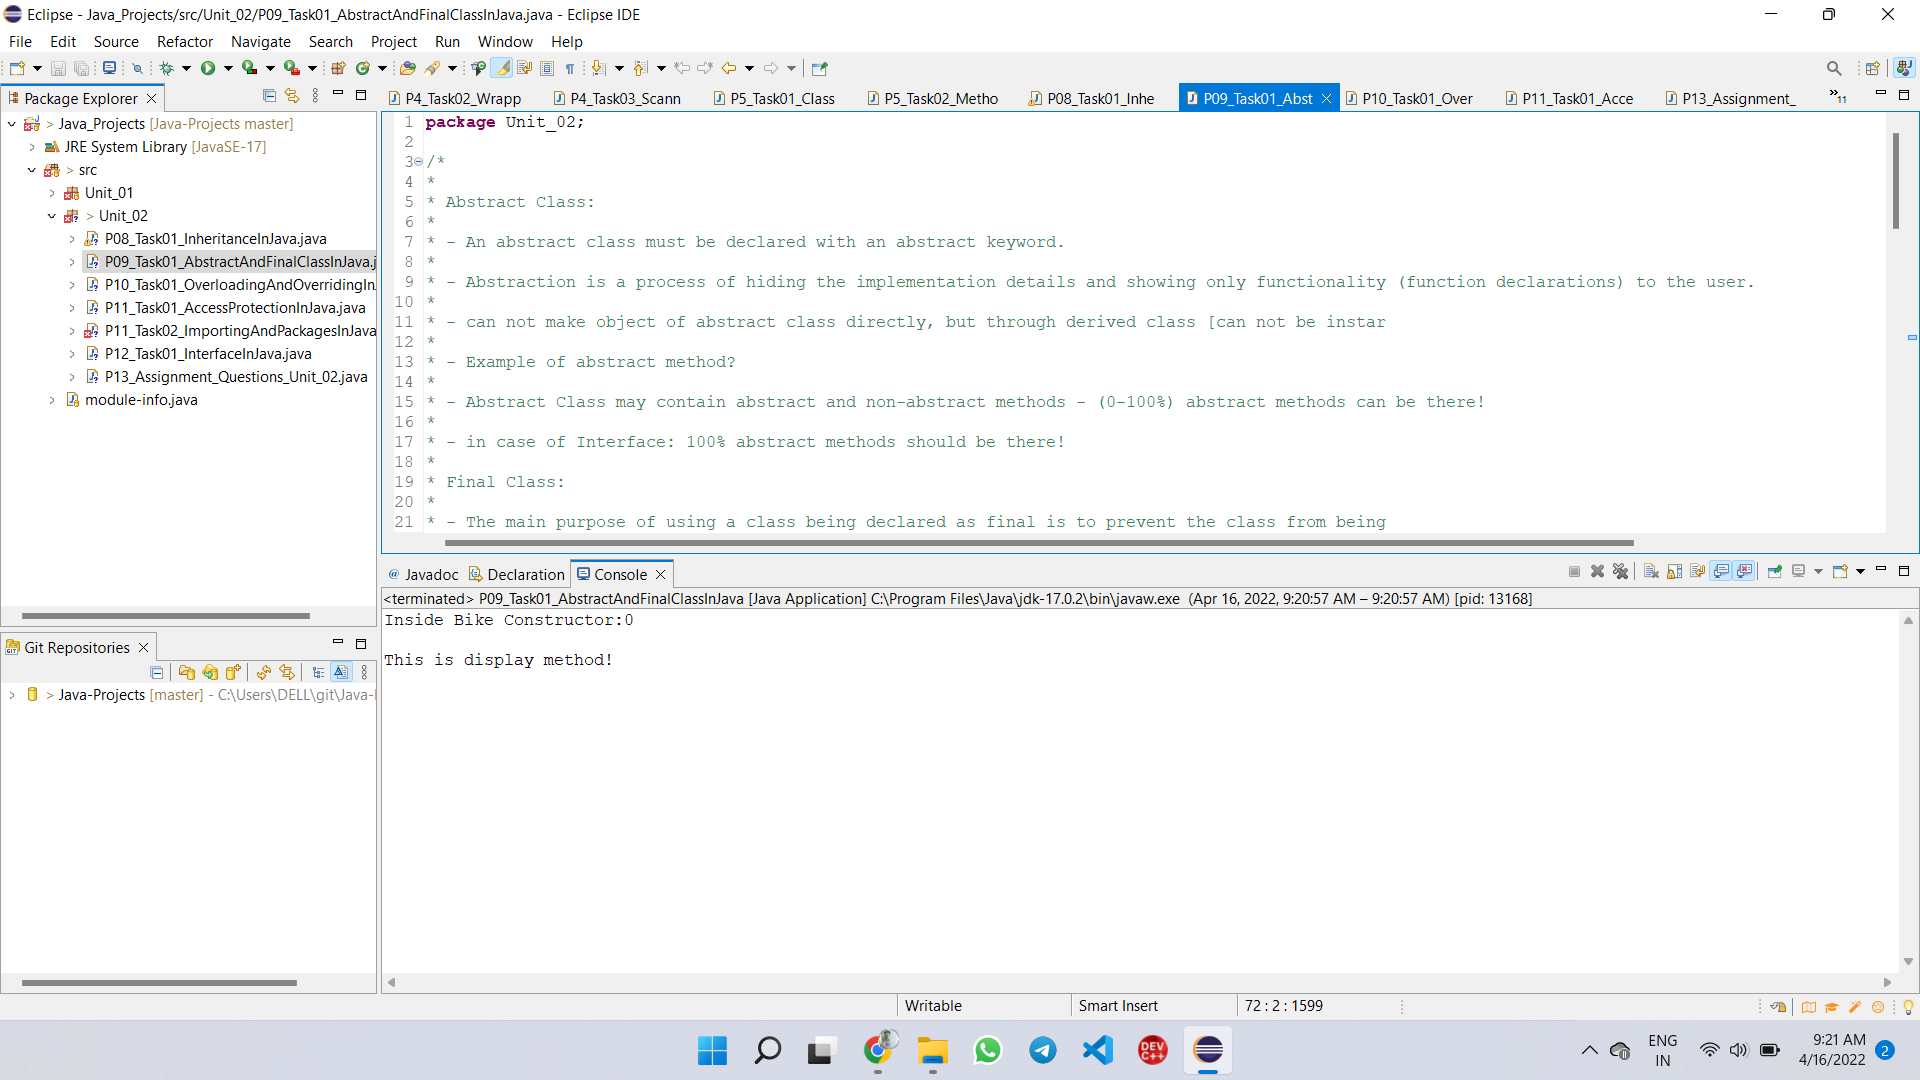 Eclipse - Java_Projects/src/Unit_02/P09_Task01_AbstractAndFinalClassInJava.java - Eclipse IDE
File Edit Source Refactor Navigate Search Project Run Window Help
Package Explorer
> Java_Projects [Java-Projects master]
JRE System Library [JavaSE-17]
> src
Unit_01
> Unit_02
P08_Task01_InheritanceInJava.java
P09_Task01_AbstractAndFinalClassInJava.j
P10_Task01_OverloadingAndOverridingIn
P11_Task01_AccessProtectionInJava.java
P11_Task02_ImportingAndPackagesInJava
P12_Task01_InterfaceInJava.java
P13_Assignment_Questions_Unit_02.java
module-info.java
Git Repositories
> Java-Projects [master] - C:\Users\DELL\git\Java-
P4_Task02_Wrapp P4_Task03_Scann P5_Task01_Class P5_Task02_Metho P08_Task01_Inhe P09_Task01_Abst P10_Task01_Over P11_Task01_Acce P13_Assignment_ »11
1 package Unit_02;
2
3 /*
4 *
5 * Abstract Class:
6 *
7 * - An abstract class must be declared with an abstract keyword.
8 *
9 * - Abstraction is a process of hiding the implementation details and showing only functionality (function declarations) to the user.
10 *
11 * - can not make object of abstract class directly, but through derived class [can not be instar
12 *
13 * - Example of abstract method?
14 *
15 * - Abstract Class may contain abstract and non-abstract methods - (0-100%) abstract methods can be there!
16 *
17 * - in case of Interface: 100% abstract methods should be there!
18 *
19 * Final Class:
20 *
21 * - The main purpose of using a class being declared as final is to prevent the class from being
@ Javadoc Declaration Console
<terminated> P09_Task01_AbstractAndFinalClassInJava [Java Application] C:\Program Files\Java\jdk-17.0.2\bin\javaw.exe (Apr 16, 2022, 9:20:57 AM – 9:20:57 AM) [pid: 13168]
Inside Bike Constructor:0
This is display method!
Writable Smart Insert 72 : 2 : 1599
DEV C++
ENG
IN
9:21 AM
4/16/2022
2